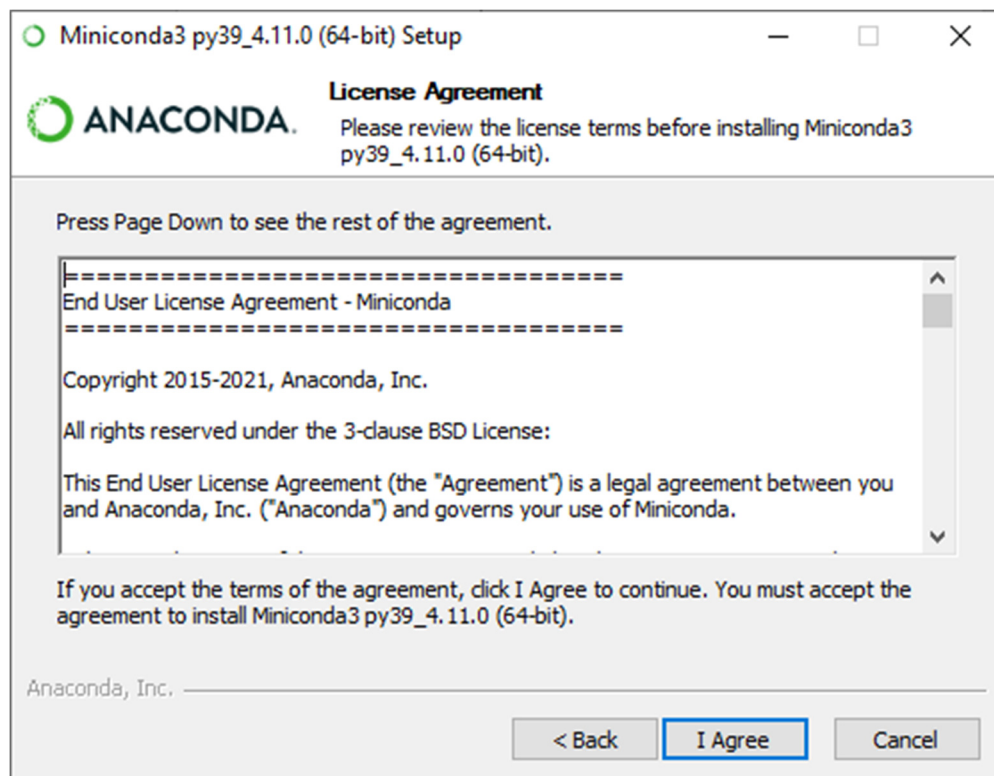 Miniconda3 py39_4.11.0 (64-bit) Setup
ANACONDA.
License Agreement
Please review the license terms before installing Miniconda3
py39_4.11.0 (64-bit).
Press Page Down to see the rest of the agreement.
===================================
End User License Agreement - Miniconda
===================================
Copyright 2015-2021, Anaconda, Inc.
All rights reserved under the 3-clause BSD License:
This End User License Agreement (the "Agreement") is a legal agreement between you
and Anaconda, Inc. ("Anaconda") and governs your use of Miniconda.
If you accept the terms of the agreement, click I Agree to continue. You must accept the
agreement to install Miniconda3 py39_4.11.0 (64-bit).
Anaconda, Inc.
< Back
I Agree
Cancel